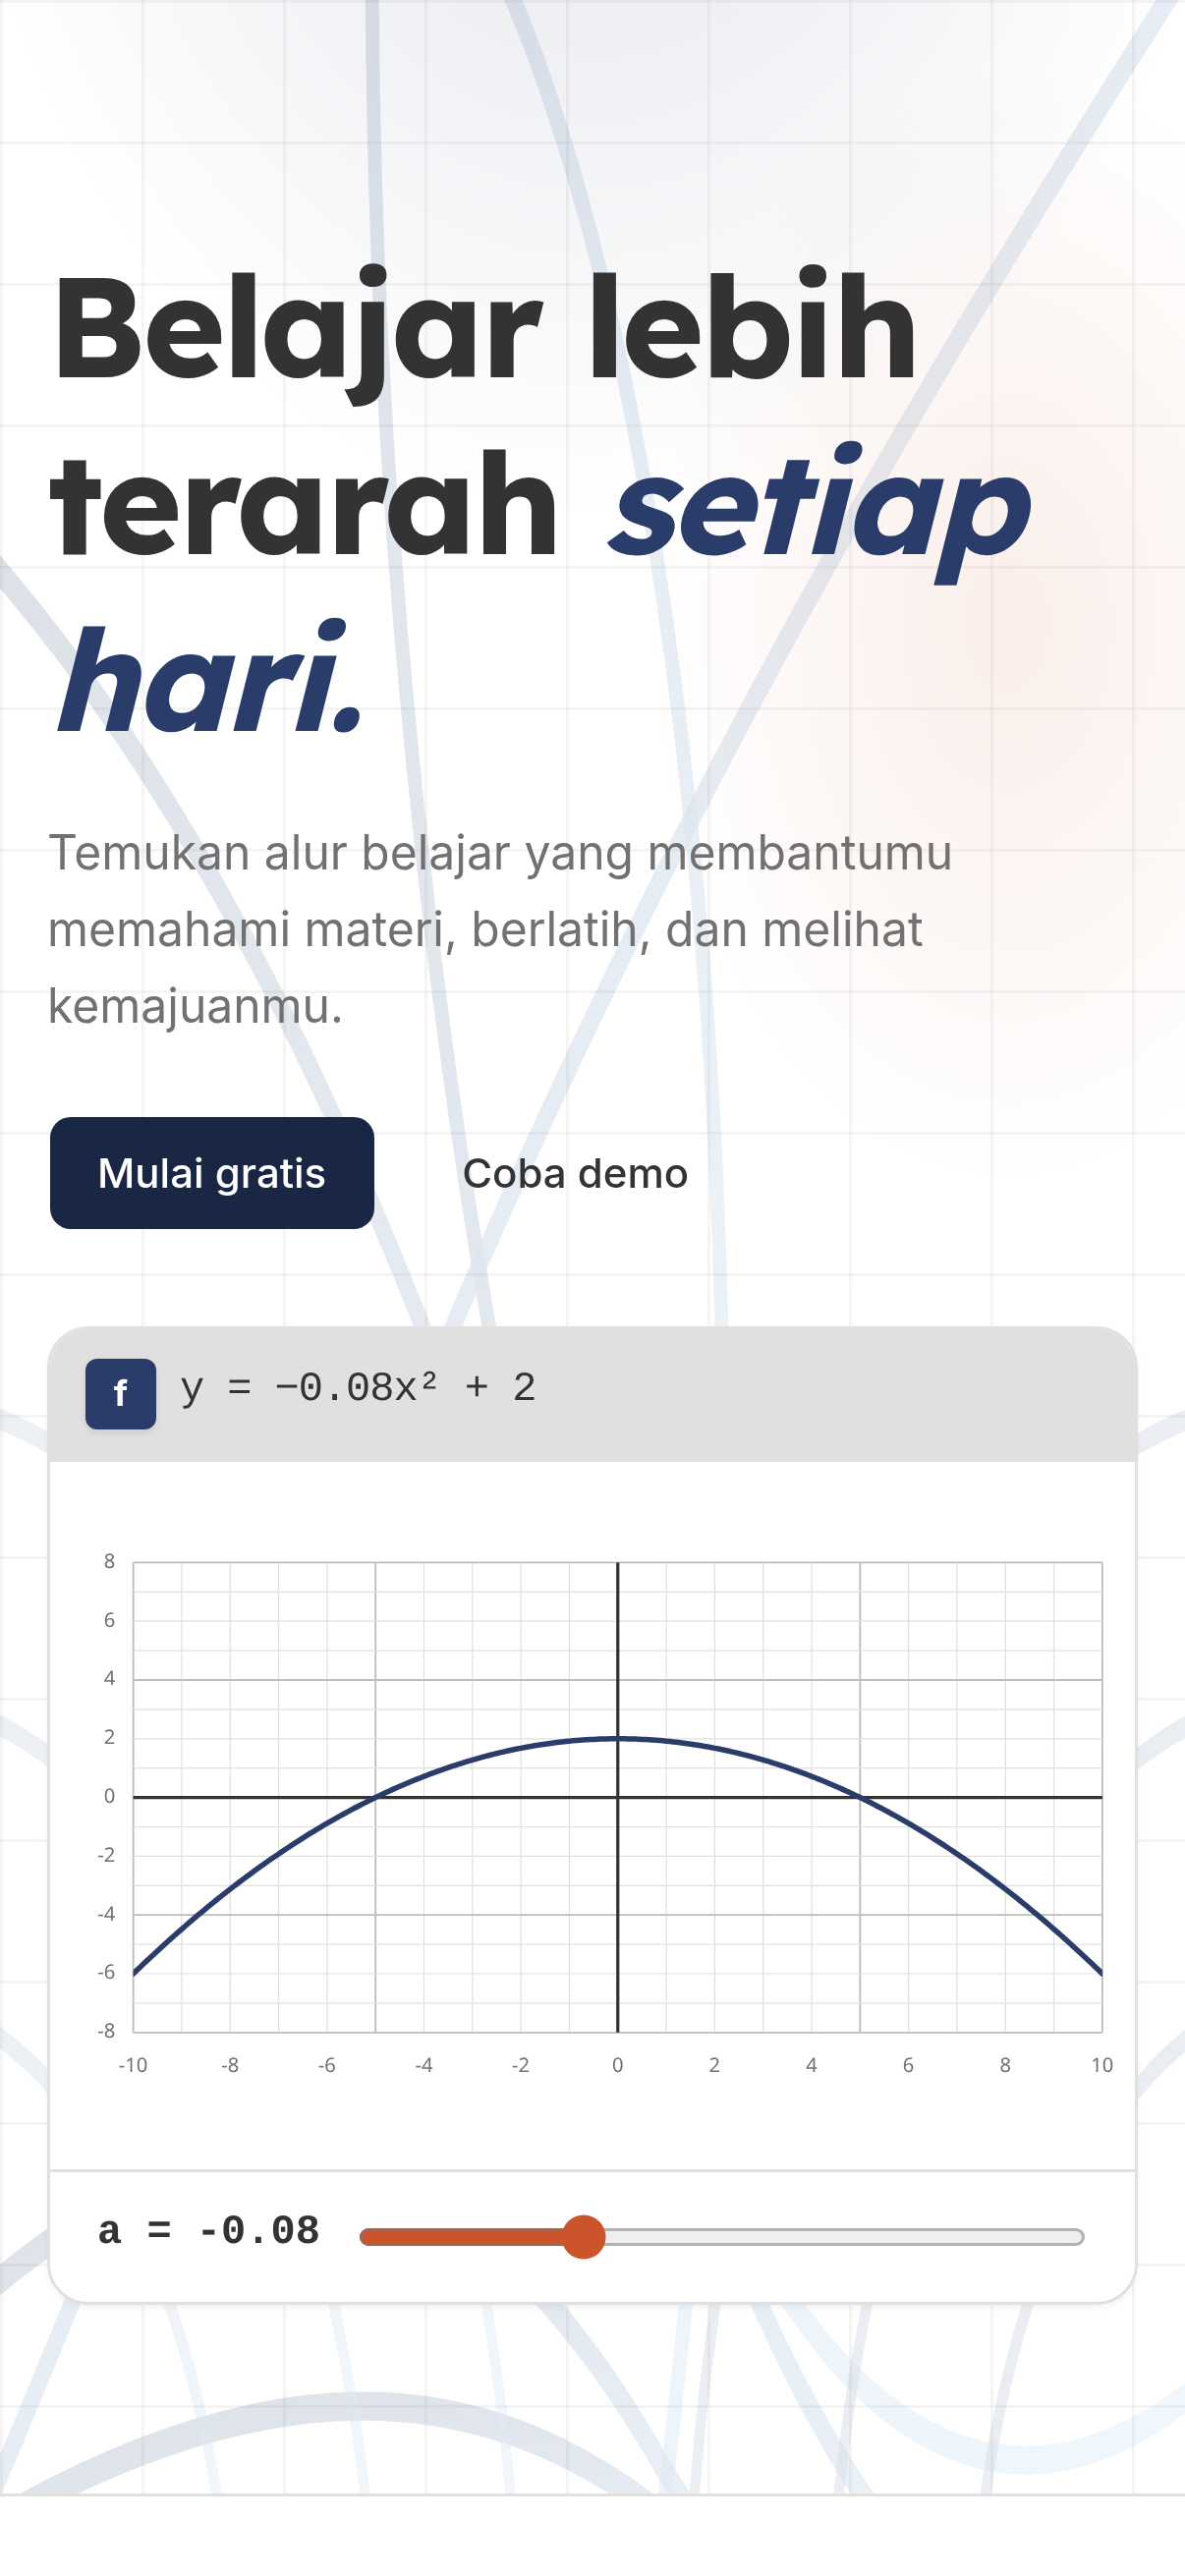 Belajar lebih
terarah setiap
hari.
Temukan alur belajar yang membantumu
memahami materi, berlatih, dan melihat
kemajuanmu.
Mulai gratis
Coba demo
f
y = −0.08x² + 2
8
6
4
2
0
-2
-4
-6
-8
-10 -8 -6 -4 -2 0 2 4 6 8 10
a = -0.08